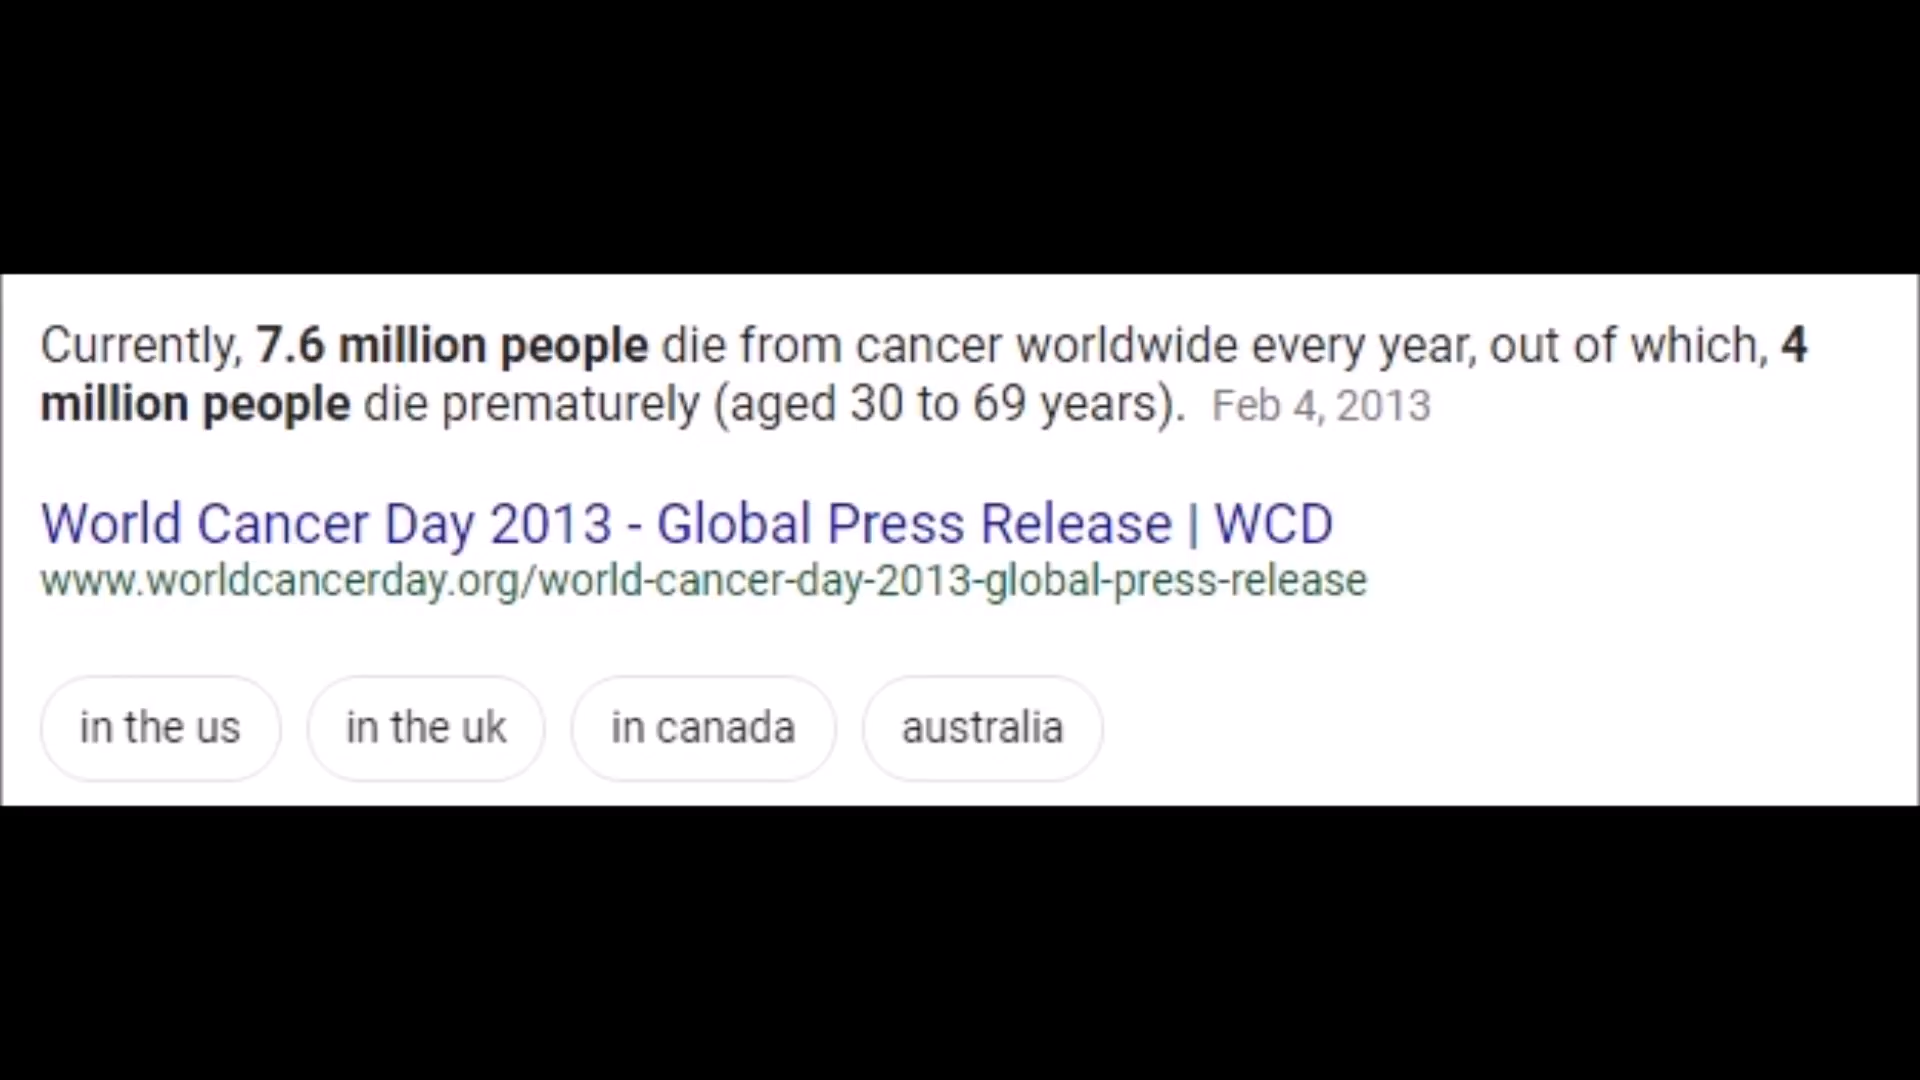 Currently, 7.6 million people die from cancer worldwide every year, out of which, 4
million people die prematurely (aged 30 to 69 years). Feb 4, 2013
World Cancer Day 2013 - Global Press Release | WCD
www.worldcancerday.org/world-cancer-day-2013-global-press-release
in the us in the uk in canada australia